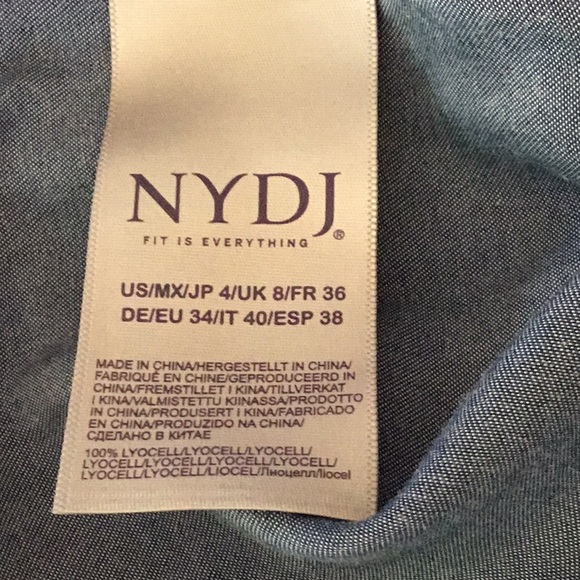 NYDJ®
FIT IS EVERYTHING
US/MX/JP 4/UK 8/FR 36
DE/EU 34/IT 40/ESP 38
MADE IN CHINA/HERGESTELLT IN CHINA/
FABRIQUÉ EN CHINE/GEPRODUCEERD IN
CHINA/FREMSTILLET I KINA/TILLVERKAT
I KINA/VALMISTETTU KIINASSA/PRODOTTO
IN CHINA/PRODUSERT I KINA/FABRICADO
EN CHINA/PRODUZIDO NA CHINA/
СДЕЛАНО В КИТАЕ
100% LYOCELL/LYOCELL/LYOCELL/
LYOCELL/LYOCELL/LYOCELL/LYOCELL/
LYOCELL/LYOCELL/LIOCEL/Лиоцелл/liocel